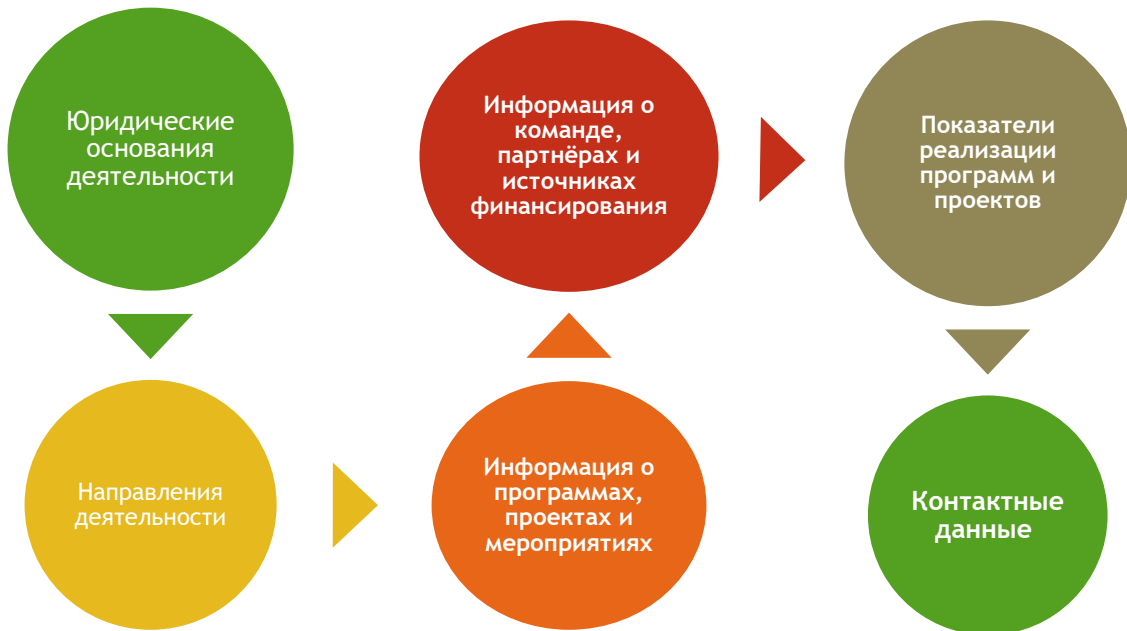 Юридические
основания
деятельности
Направления
деятельности
Информация о
программах,
проектах и
мероприятиях
Информация о
команде,
партнёрах и
источниках
финансирования
Показатели
реализации
программ и
проектов
Контактные
данные